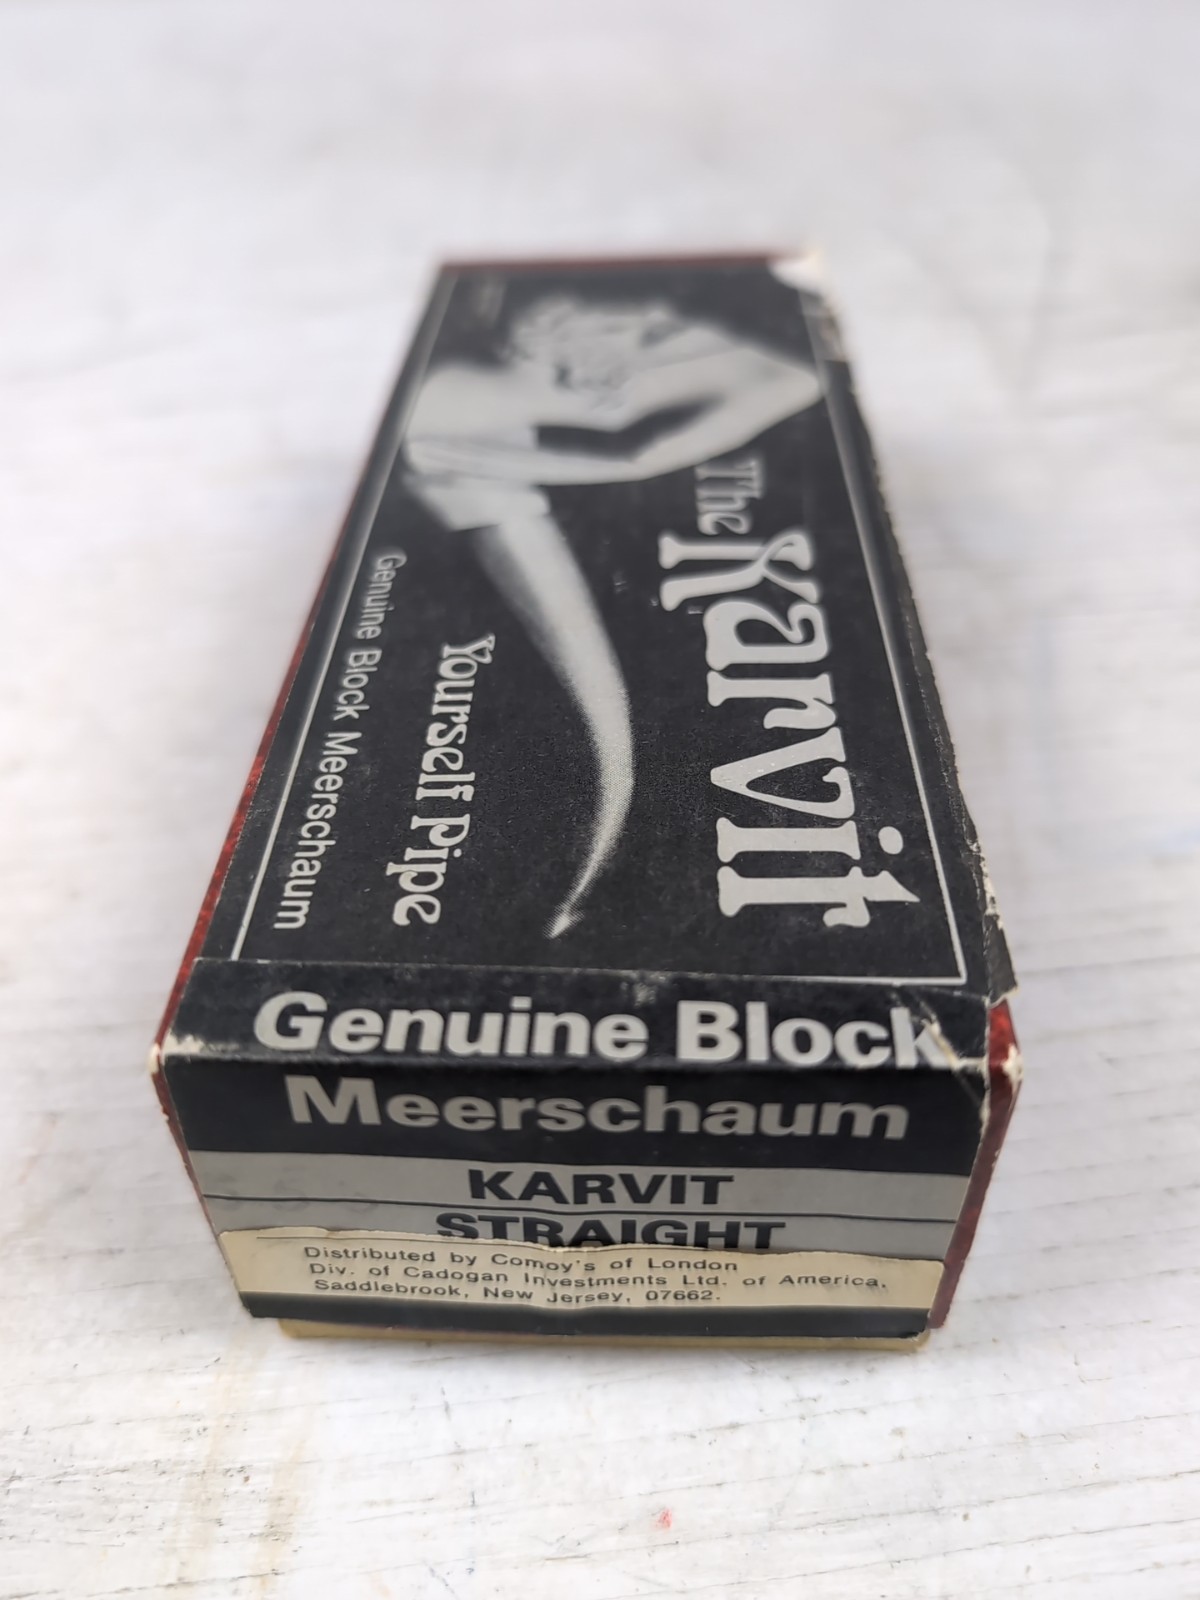 The
Karvit
Yourself Pipe
Genuine Block Meerschaum
Genuine Block
Meerschaum
KARVIT
STRAIGHT
Distributed by Comoy's of London
Div. of Cadogan Investments Ltd. of America,
Saddlebrook, New Jersey, 07662.